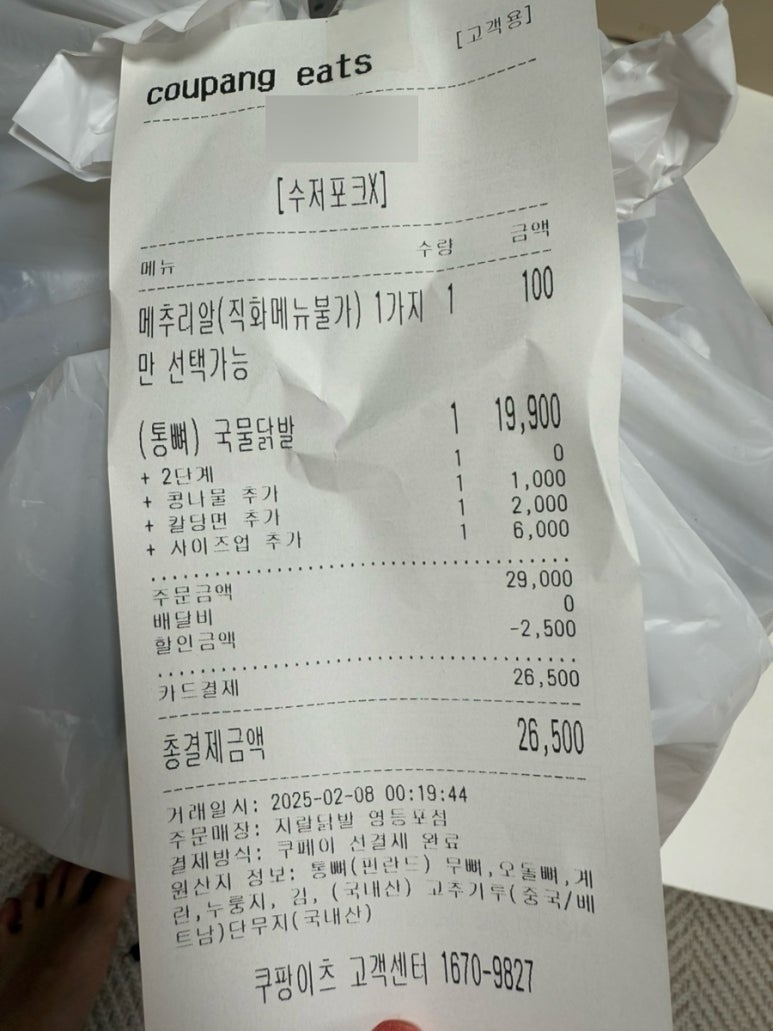 [고객용]
coupang eats
[수저포크X]
메뉴 수량 금액
메추리알(직화메뉴불가) 1가지 1 100
만 선택가능
(통뼈) 국물닭발 1 19,900
+ 2단계 1 0
+ 콩나물 추가 1 1,000
+ 칼당면 추가 1 2,000
+ 사이즈업 추가 1 6,000
주문금액 29,000
배달비 0
할인금액 -2,500
카드결제 26,500
총결제금액 26,500
거래일시: 2025-02-08 00:19:44
주문매장: 지랄닭발 영등포점
결제방식: 쿠페이 선결제 완료
원산지 정보: 통뼈(핀란드) 무뼈,오돌뼈,계
란,누룽지, 김, (국내산) 고추가루(중국/베
트남)단무지(국내산)
쿠팡이츠 고객센터 1670-9827